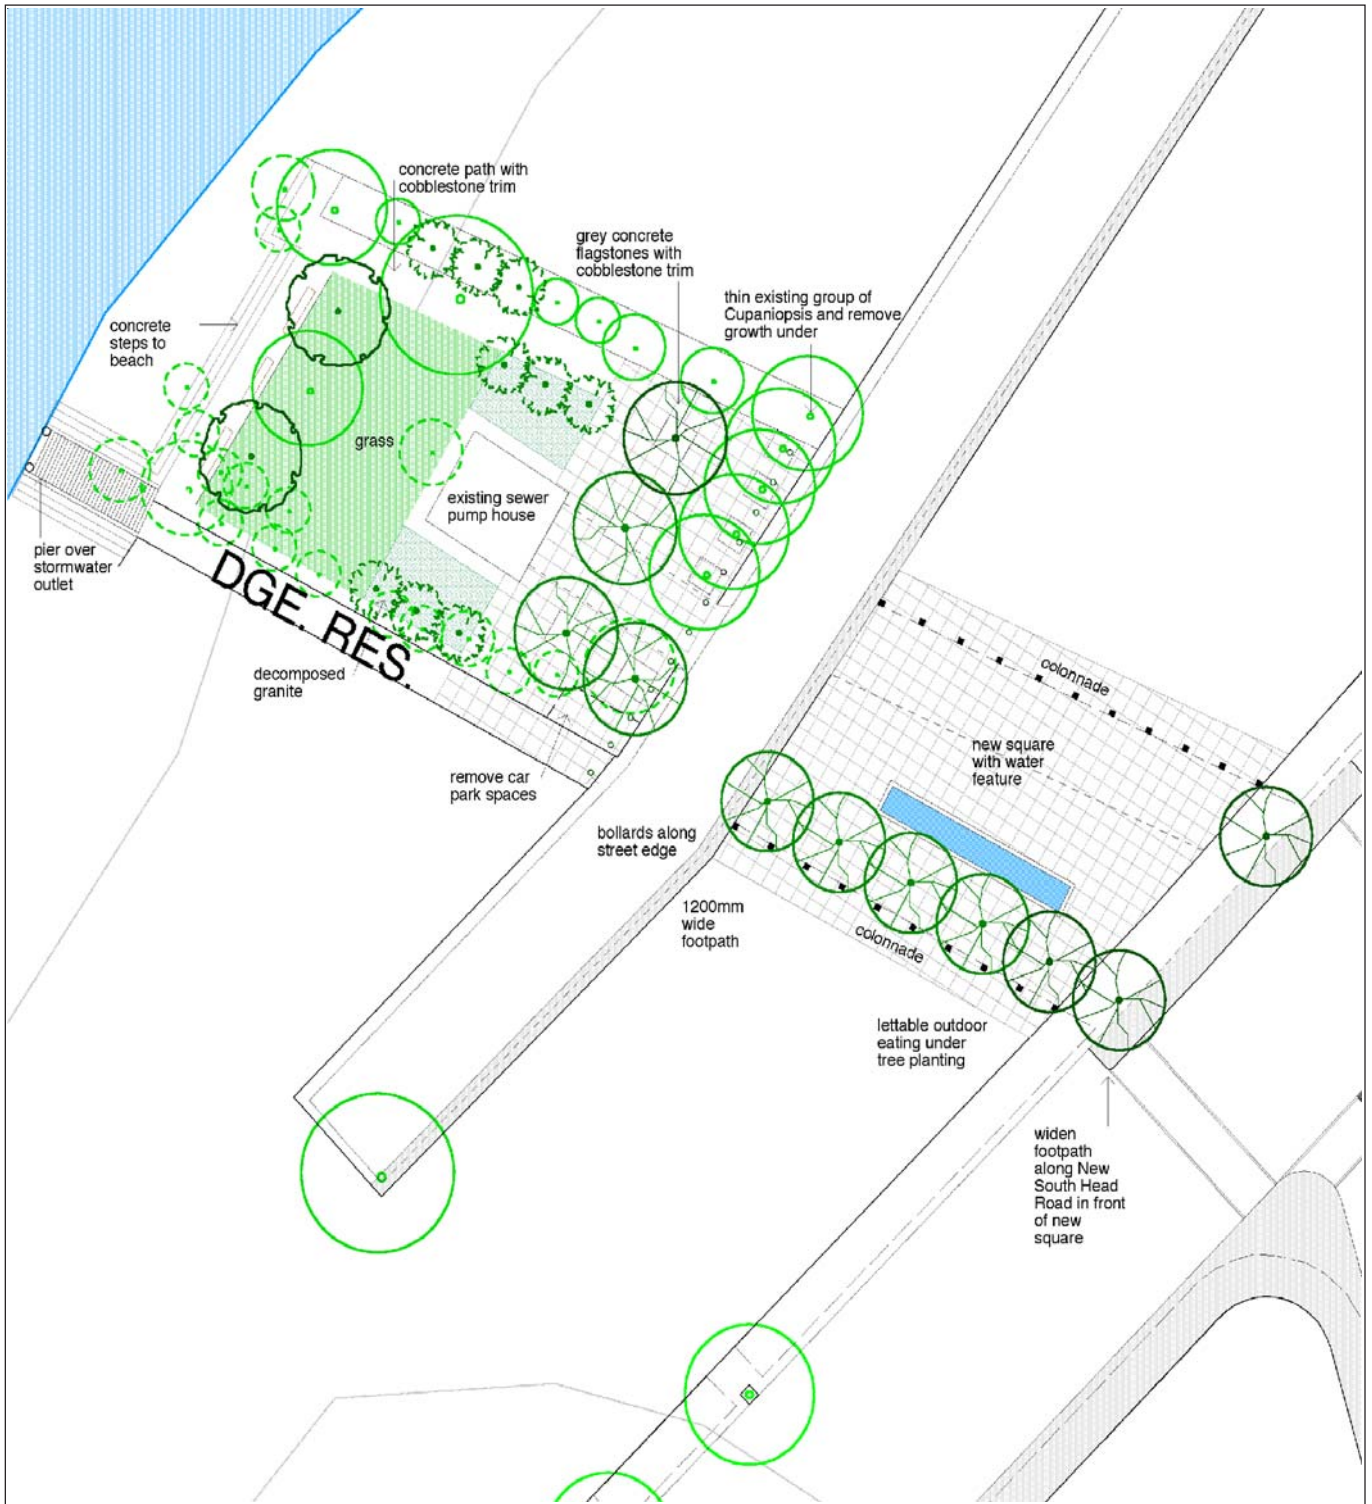 concrete path with
cobblestone trim
grey concrete
flagstones with
cobblestone trim
thin existing group of
Cupaniopsis and remove
growth under
concrete
steps to
beach
grass
existing sewer
pump house
pier over
stormwater
outlet
DGE. RES.
decomposed
granite
remove car
park spaces
colonnade
new square
with water
feature
bollards along
street edge
1200mm
wide
footpath
colonnade
lettable outdoor
eating under
tree planting
widen
footpath
along New
South Head
Road in front
of new
square